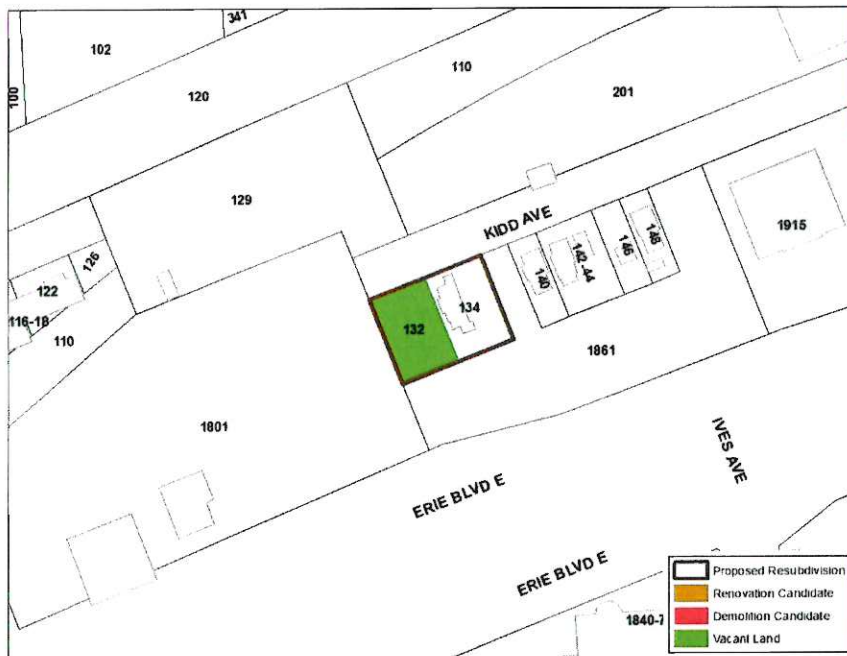 341
102
100
120
110
201
129
KIDD AVE
1915
148
146
142-44
140
126
122
116-18
110
132
134
1861
1801
IVES AVE
ERIE BLVD E
ERIE BLVD E
1840-7
Proposed Resubdivision
Renovation Candidate
Demolition Candidate
Vacant Land